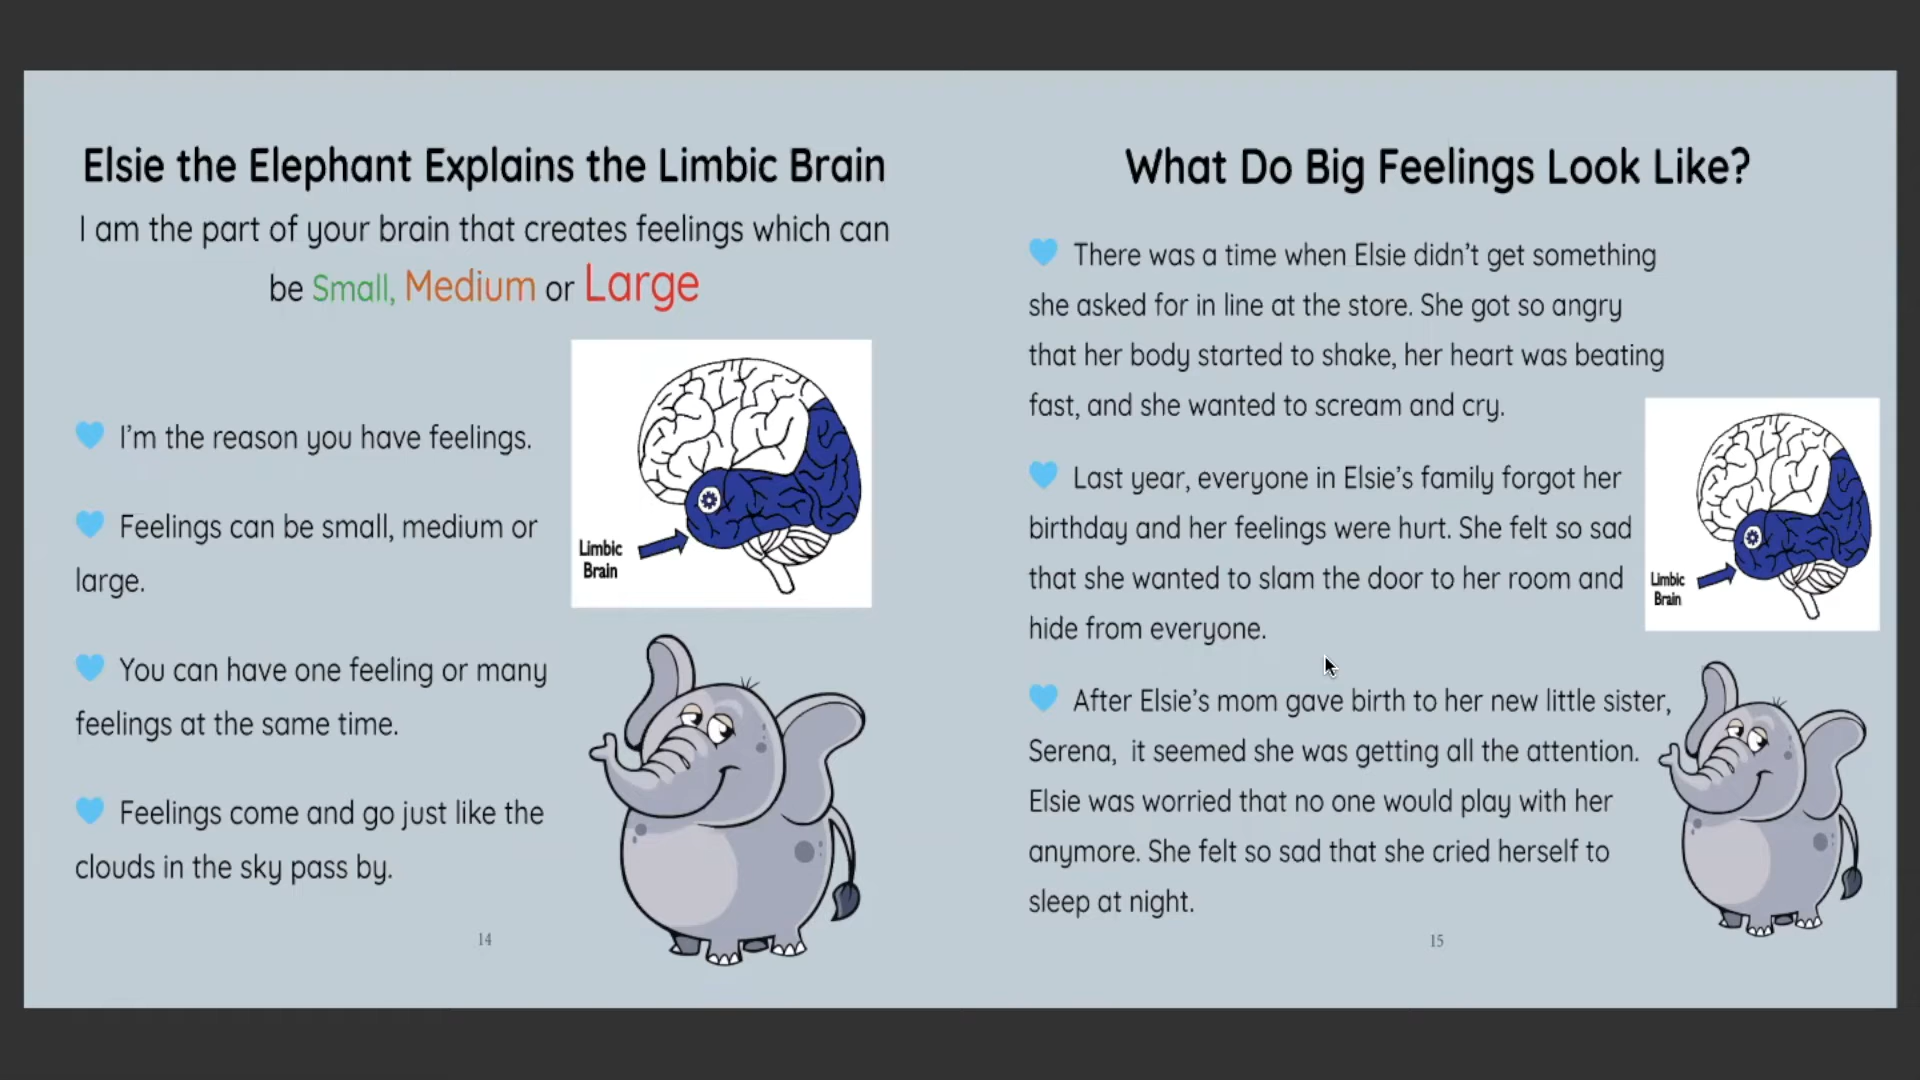 Elsie the Elephant Explains the Limbic Brain
I am the part of your brain that creates feelings which can
be Small, Medium or Large
I'm the reason you have feelings.
Feelings can be small, medium or
large.
You can have one feeling or many
feelings at the same time.
Feelings come and go just like the
clouds in the sky pass by.
Limbic
Brain
14
What Do Big Feelings Look Like?
There was a time when Elsie didn't get something
she asked for in line at the store. She got so angry
that her body started to shake, her heart was beating
fast, and she wanted to scream and cry.
Last year, everyone in Elsie's family forgot her
birthday and her feelings were hurt. She felt so sad
that she wanted to slam the door to her room and
hide from everyone.
After Elsie's mom gave birth to her new little sister,
Serena, it seemed she was getting all the attention.
Elsie was worried that no one would play with her
anymore. She felt so sad that she cried herself to
sleep at night.
Limbic
Brain
15